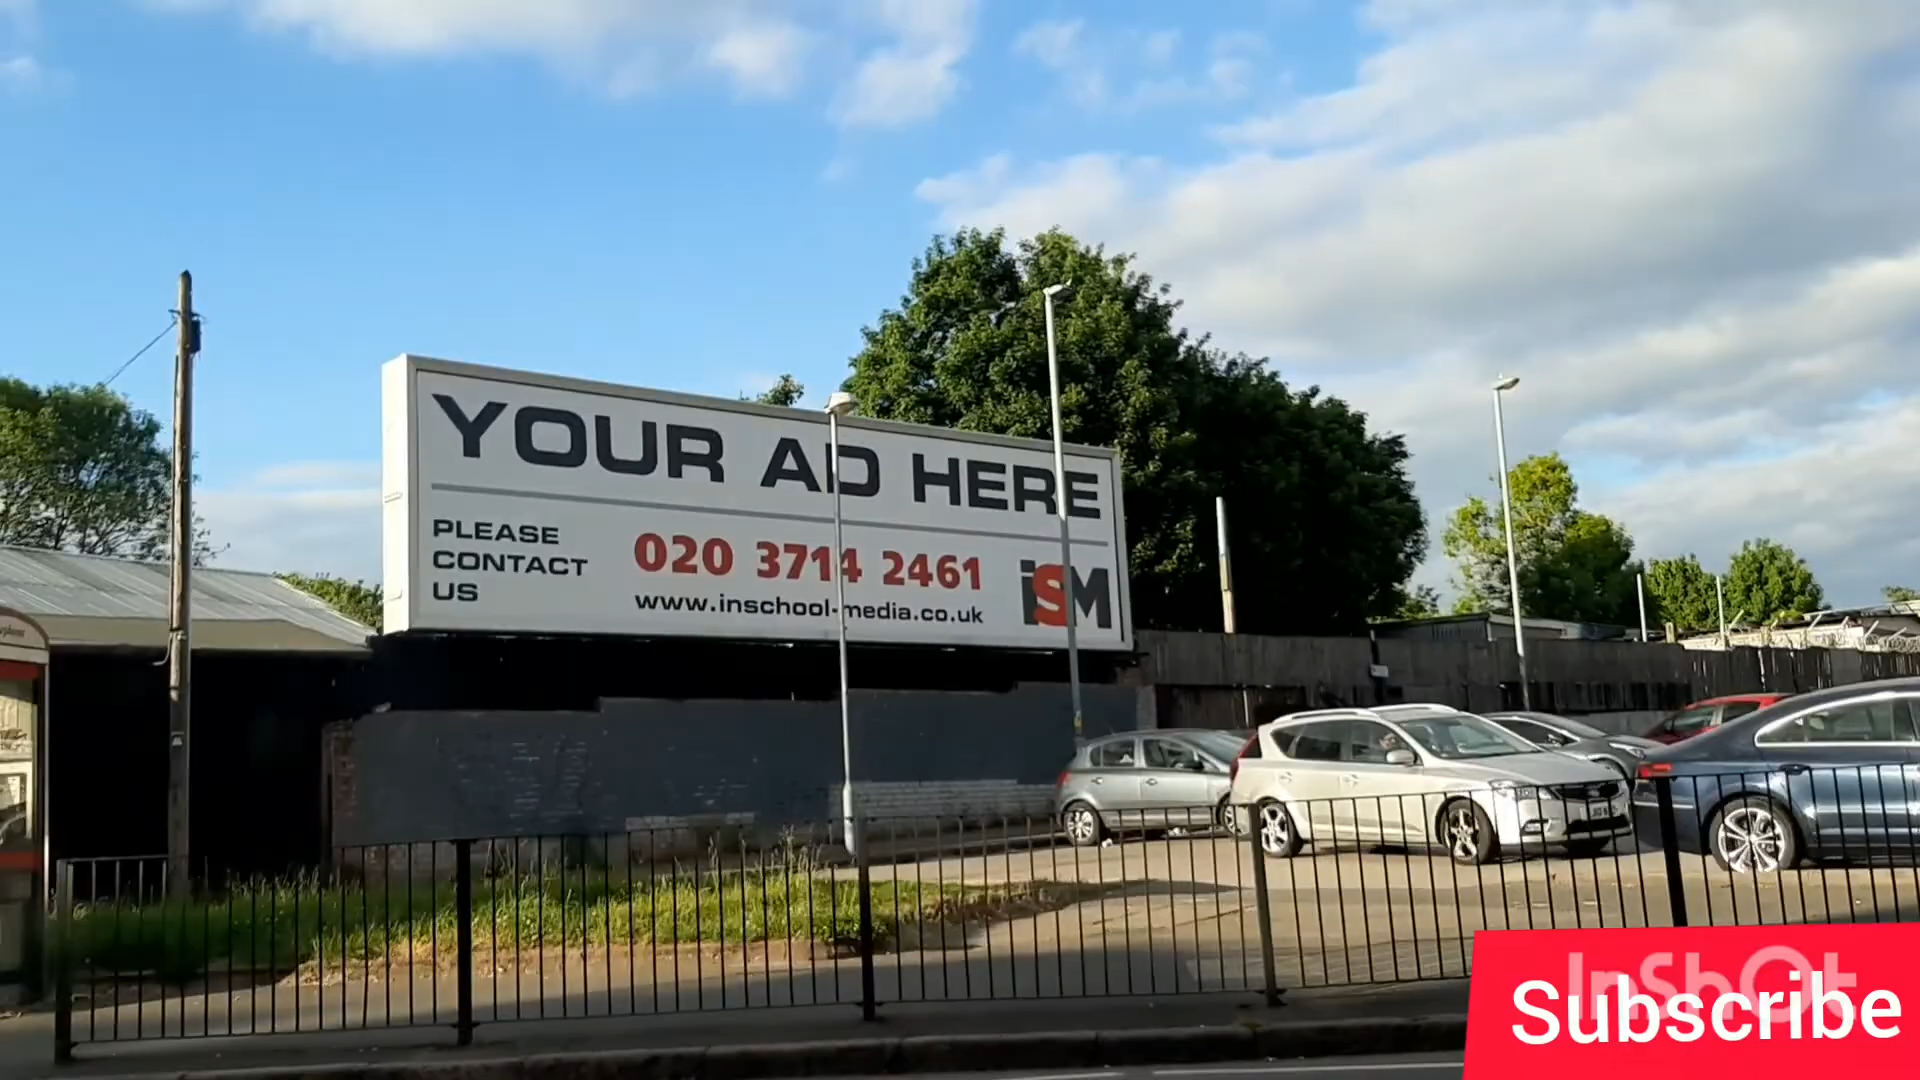 YOUR AD HERE
PLEASE
CONTACT
US
020 3714 2461
www.inschool-media.co.uk
iSM
InShOt
Subscribe